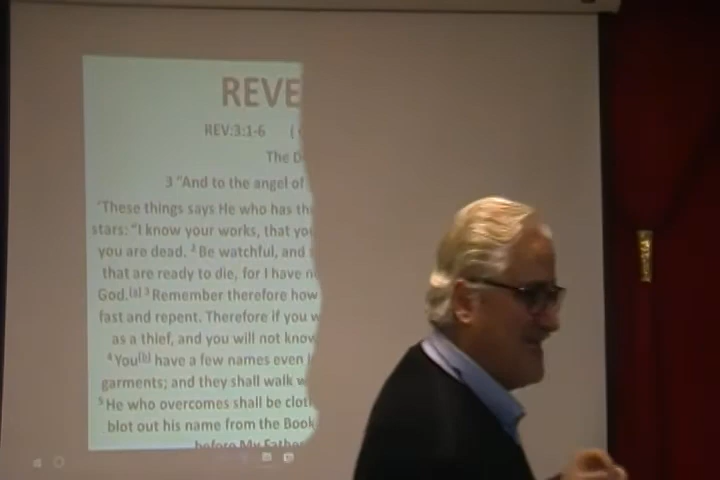 REVE
REV:3:1-6 (
The D
3 “And to the angel of
‘These things says He who has th
stars: “I know your works, that you
you are dead. ² Be watchful, and
that are ready to die, for I have n
God.[a] ³ Remember therefore how
fast and repent. Therefore if you w
as a thief, and you will not know
⁴ You[b] have a few names even
garments; and they shall walk w
⁵ He who overcomes shall be clot
blot out his name from the Book
before My Father